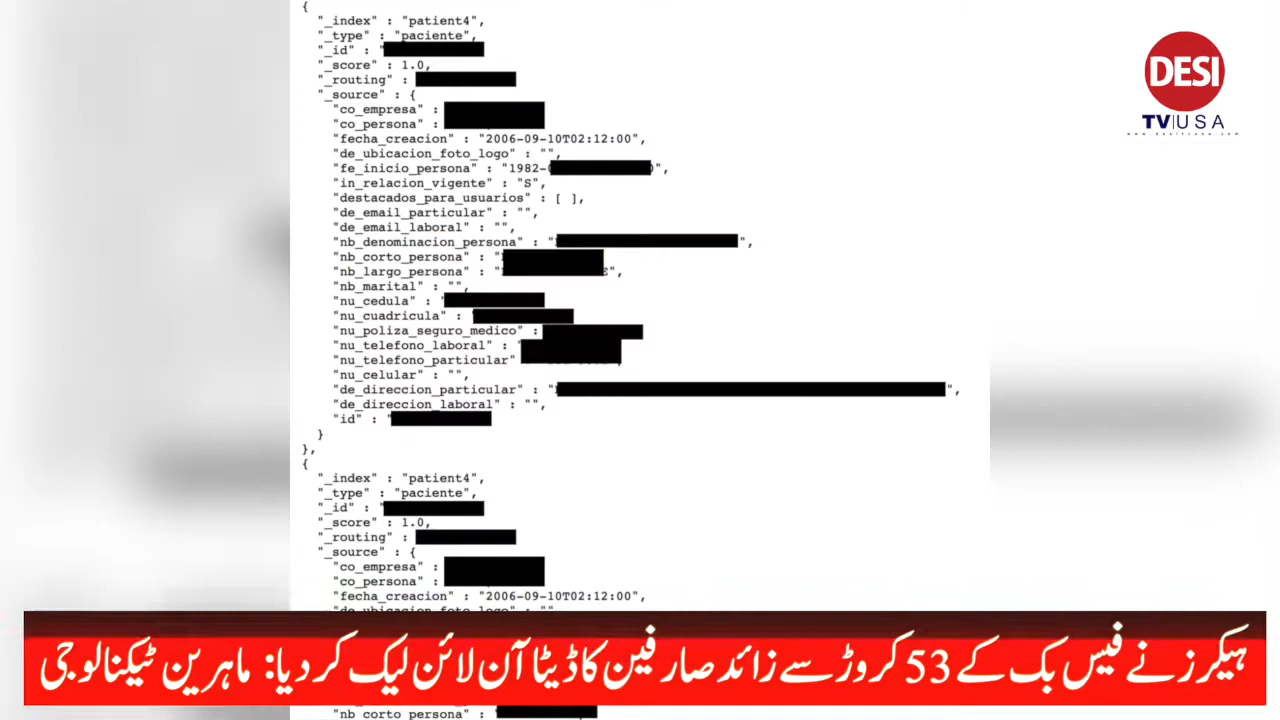 {
"_index" : "patient4",
"_type" : "paciente",
"_id" : "
"_score" : 1.0,
"_routing" :
"_source" : {
"co_empresa" :
"co_persona" :
"fecha_creacion" : "2006-09-10T02:12:00",
"de_ubicacion_foto_logo" : "",
"fe_inicio_persona" : "1982- ",
"in_relacion_vigente" : "S",
"destacados_para_usuarios" : [ ],
"de_email_particular" : "",
"de_email_laboral" : "",
"nb_denominacion_persona" : " ",
"nb_corto_persona" : "
"nb_largo_persona" : " ",
"nb_marital" : "",
"nu_cedula" : "
"nu_cuadricula" : "
"nu_poliza_seguro_medico" :
"nu_telefono_laboral" : "
"nu_telefono_particular"
"nu_celular" : "",
"de_direccion_particular" : " ",
"de_direccion_laboral" : "",
"id" : "
}
},
{
"_index" : "patient4",
"_type" : "paciente",
"_id" : "
"_score" : 1.0,
"_routing" :
"_source" : {
"co_empresa" :
"co_persona" :
"fecha_creacion" : "2006-09-10T02:12:00",
"de_ubicacion_foto_logo" : ""
ہیکرز نے فیس بک کے 53 کروڑ سے زائد صارفین کا ڈیٹا آن لائن لیک کر دیا: ماہرین ٹیکنالوجی
"nb_corto_persona" : "
DESI
TV USA
www.desitvusa.com